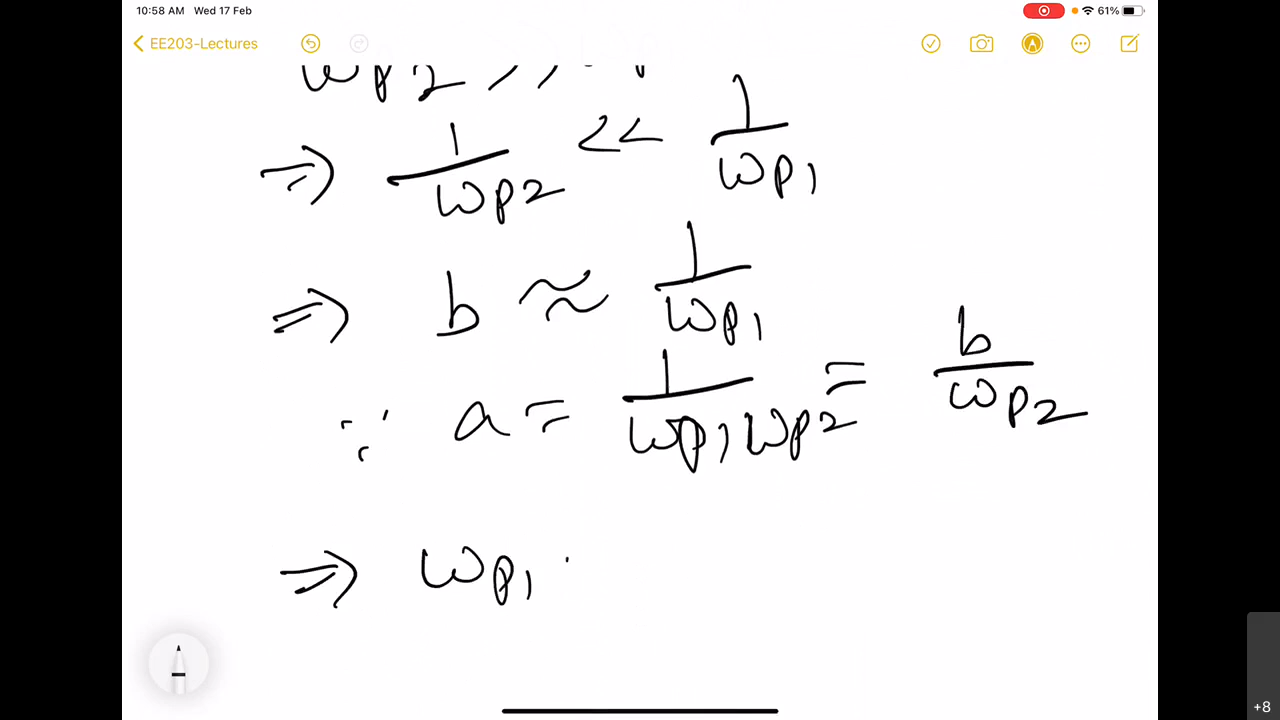 10:58 AM Wed 17 Feb 61%
EE203-Lectures
ωp2 >>
⇒ 1/ωp2 << 1/ωp1
⇒ b ≈ 1/ωp1
∵ a = 1/ωp1ωp2 = b/ωp2
⇒ ωp1
+8